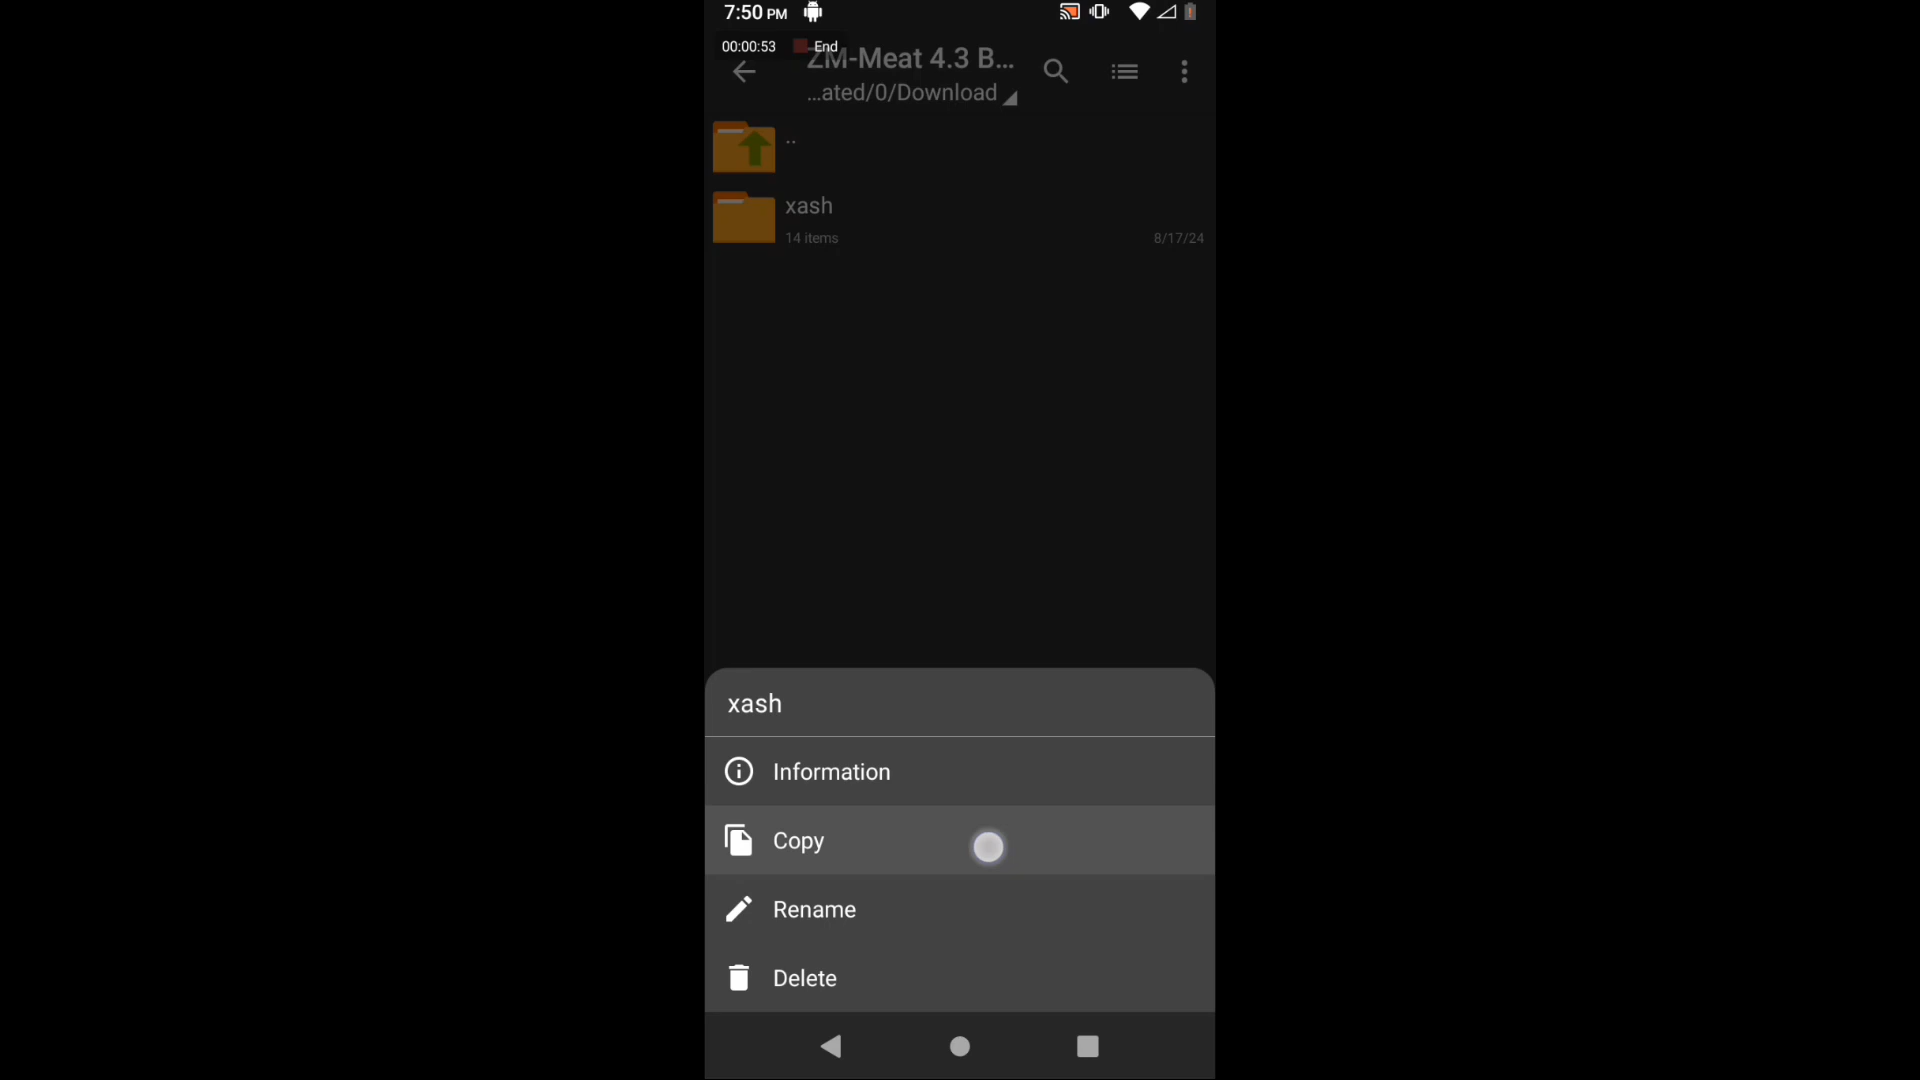 7:50 PM
00:00:53 End
ZM-Meat 4.3 B...
...ated/0/Download
..
xash
14 items
8/17/24
xash
Information
Copy
Rename
Delete